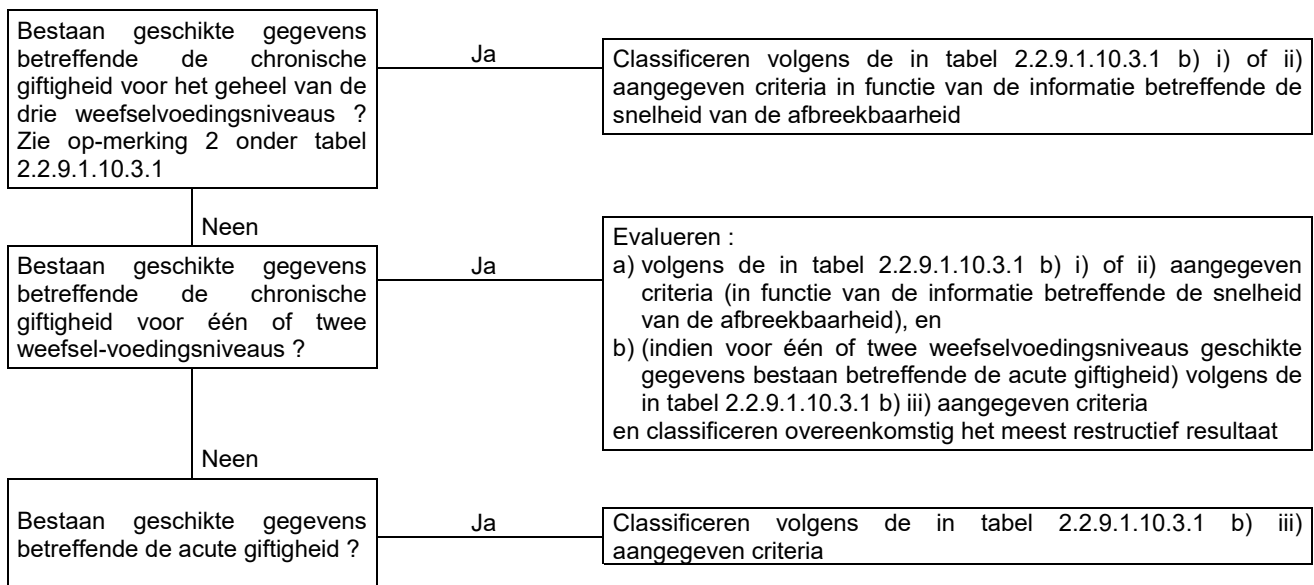 Bestaan geschikte gegevens
betreffende de chronische
giftigheid voor het geheel van de
drie weefselvoedingsniveaus ?
Zie op-merking 2 onder tabel
2.2.9.1.10.3.1
Ja
Classificeren volgens de in tabel 2.2.9.1.10.3.1 b) i) of ii)
aangegeven criteria in functie van de informatie betreffende de
snelheid van de afbreekbaarheid
Neen
Bestaan geschikte gegevens
betreffende de chronische
giftigheid voor één of twee
weefsel-voedingsniveaus ?
Ja
Evalueren :
a) volgens de in tabel 2.2.9.1.10.3.1 b) i) of ii) aangegeven
criteria (in functie van de informatie betreffende de snelheid
van de afbreekbaarheid), en
b) (indien voor één of twee weefselvoedingsniveaus geschikte
gegevens bestaan betreffende de acute giftigheid) volgens de
in tabel 2.2.9.1.10.3.1 b) iii) aangegeven criteria
en classificeren overeenkomstig het meest restructief resultaat
Neen
Bestaan geschikte gegevens
betreffende de acute giftigheid ?
Ja
Classificeren volgens de in tabel 2.2.9.1.10.3.1 b) iii)
aangegeven criteria